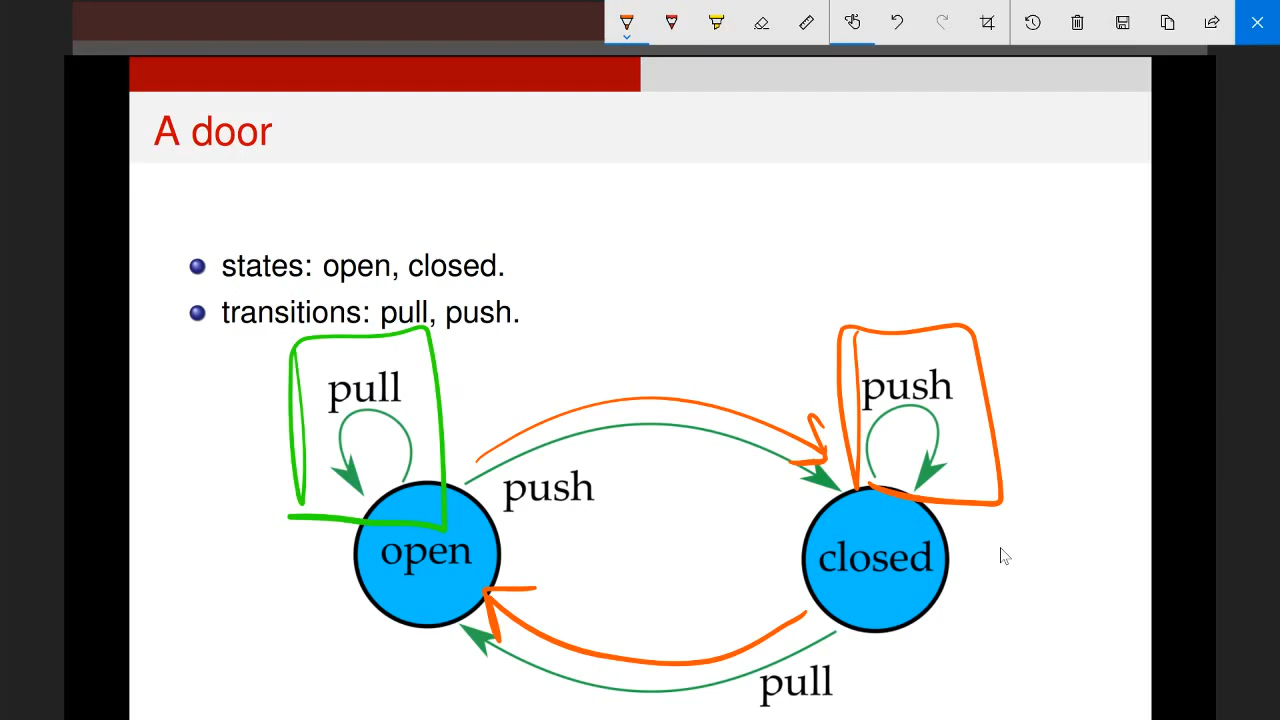 A door
states: open, closed.
transitions: pull, push.
pull
push
push
open
closed
pull